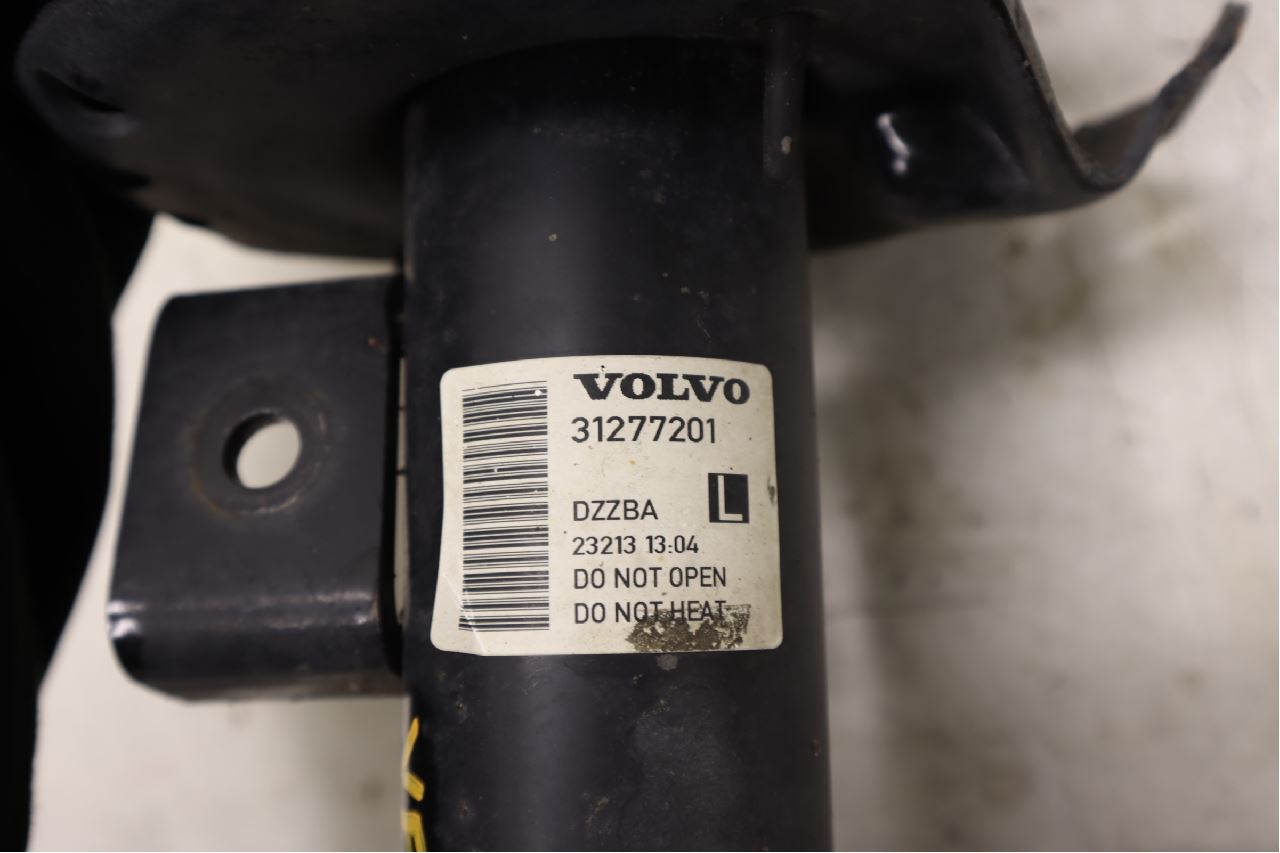 VOLVO
31277201
L
DZZBA
23213 13:04
DO NOT OPEN
DO NOT HEAT